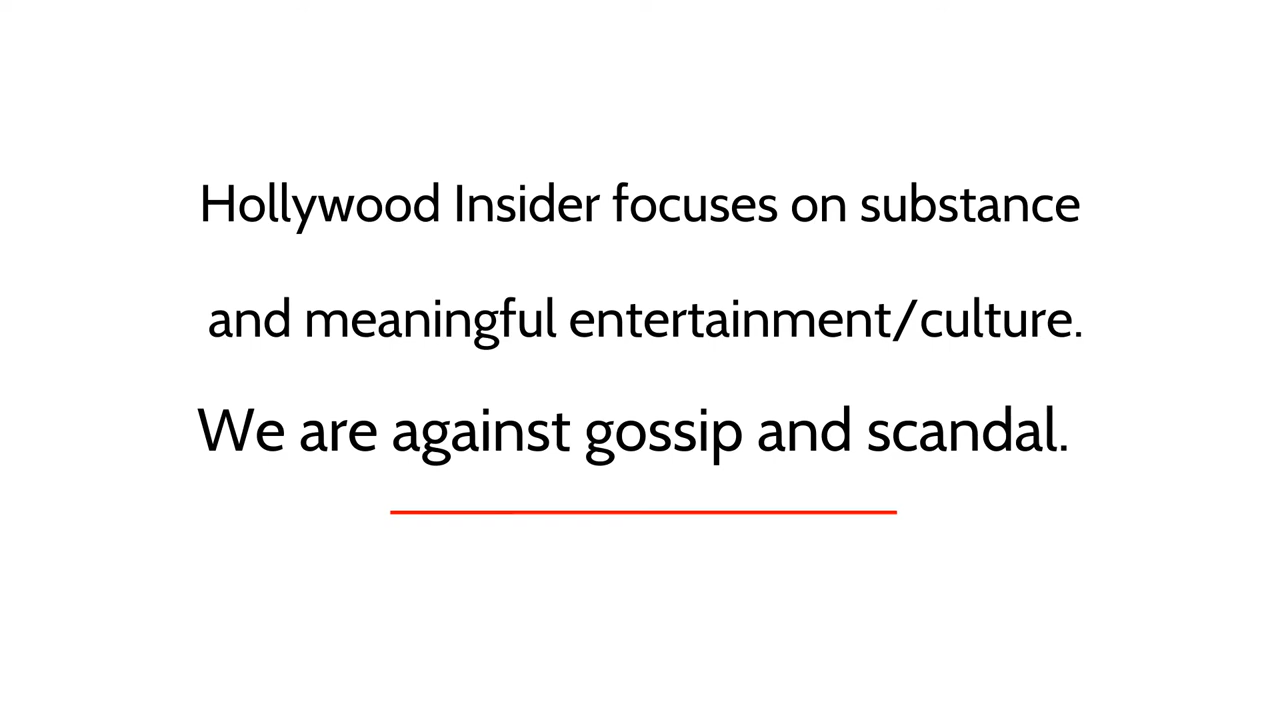 Hollywood Insider focuses on substance
and meaningful entertainment/culture.
We are against gossip and scandal.